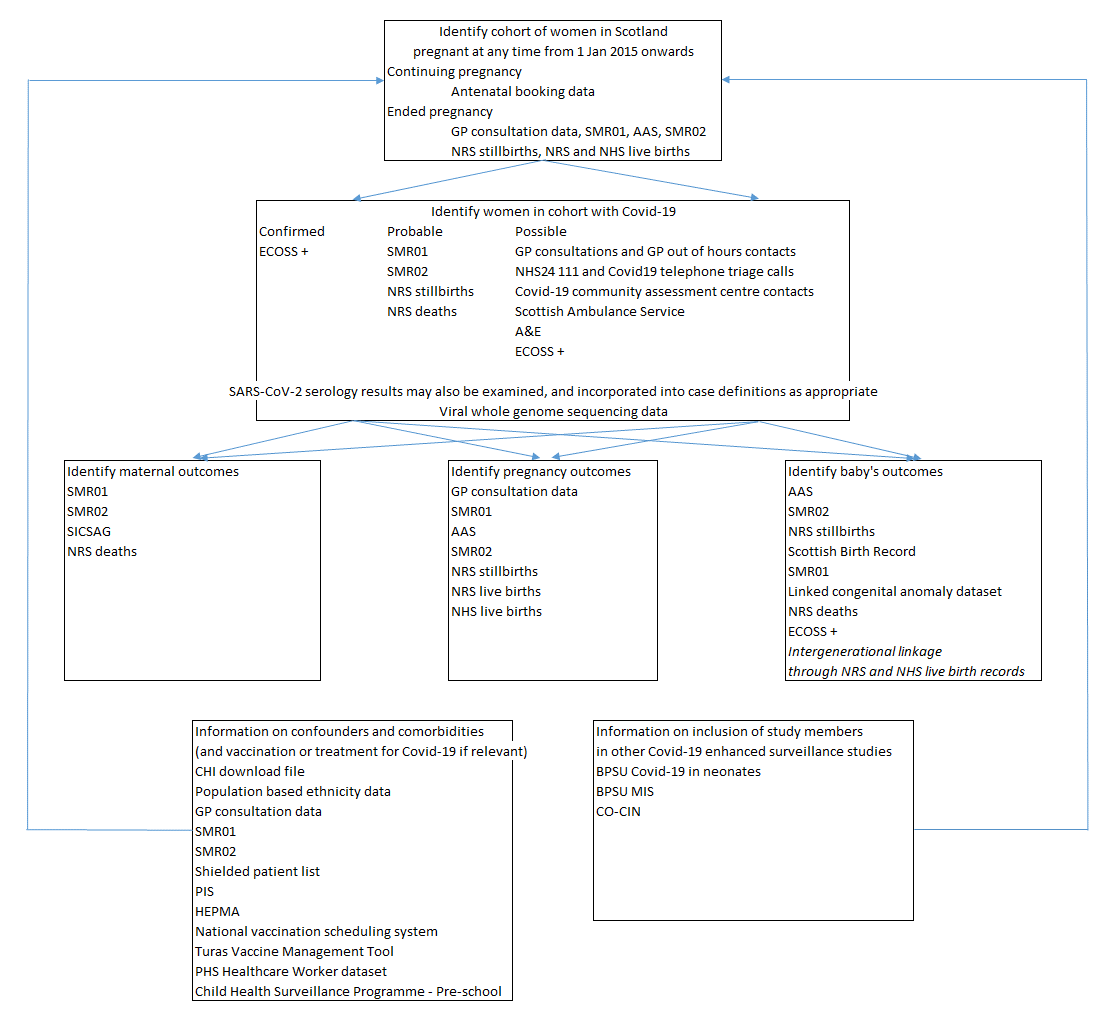 Identify cohort of women in Scotland
pregnant at any time from 1 Jan 2015 onwards
Continuing pregnancy
Antenatal booking data
Ended pregnancy
GP consultation data, SMR01, AAS, SMR02
NRS stillbirths, NRS and NHS live births
Identify women in cohort with Covid-19
Confirmed
ECOSS +
Probable
SMR01
SMR02
NRS stillbirths
NRS deaths
Possible
GP consultations and GP out of hours contacts
NHS24 111 and Covid19 telephone triage calls
Covid-19 community assessment centre contacts
Scottish Ambulance Service
A&E
ECOSS +
SARS-CoV-2 serology results may also be examined, and incorporated into case definitions as appropriate
Viral whole genome sequencing data
Identify maternal outcomes
SMR01
SMR02
SICSAG
NRS deaths
Identify pregnancy outcomes
GP consultation data
SMR01
AAS
SMR02
NRS stillbirths
NRS live births
NHS live births
Identify baby's outcomes
AAS
SMR02
NRS stillbirths
Scottish Birth Record
SMR01
Linked congenital anomaly dataset
NRS deaths
ECOSS +
Intergenerational linkage
through NRS and NHS live birth records
Information on confounders and comorbidities
(and vaccination or treatment for Covid-19 if relevant)
CHI download file
Population based ethnicity data
GP consultation data
SMR01
SMR02
Shielded patient list
PIS
HEPMA
National vaccination scheduling system
Turas Vaccine Management Tool
PHS Healthcare Worker dataset
Child Health Surveillance Programme - Pre-school
Information on inclusion of study members
in other Covid-19 enhanced surveillance studies
BPSU Covid-19 in neonates
BPSU MIS
CO-CIN